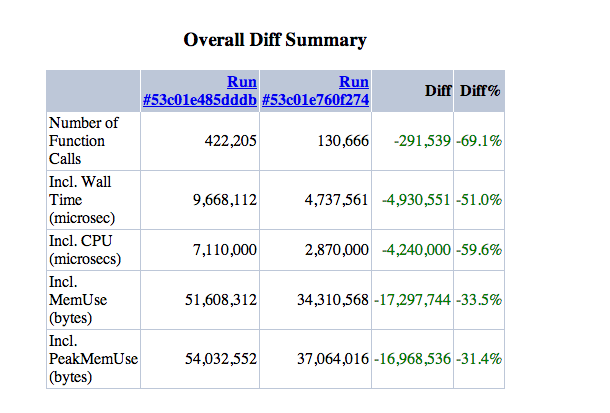 Overall Diff Summary
Run #53c01e485dddb Run #53c01e760f274 Diff Diff%
Number of Function Calls 422,205 130,666 -291,539 -69.1%
Incl. Wall Time (microsec) 9,668,112 4,737,561 -4,930,551 -51.0%
Incl. CPU (microsecs) 7,110,000 2,870,000 -4,240,000 -59.6%
Incl. MemUse (bytes) 51,608,312 34,310,568 -17,297,744 -33.5%
Incl. PeakMemUse (bytes) 54,032,552 37,064,016 -16,968,536 -31.4%